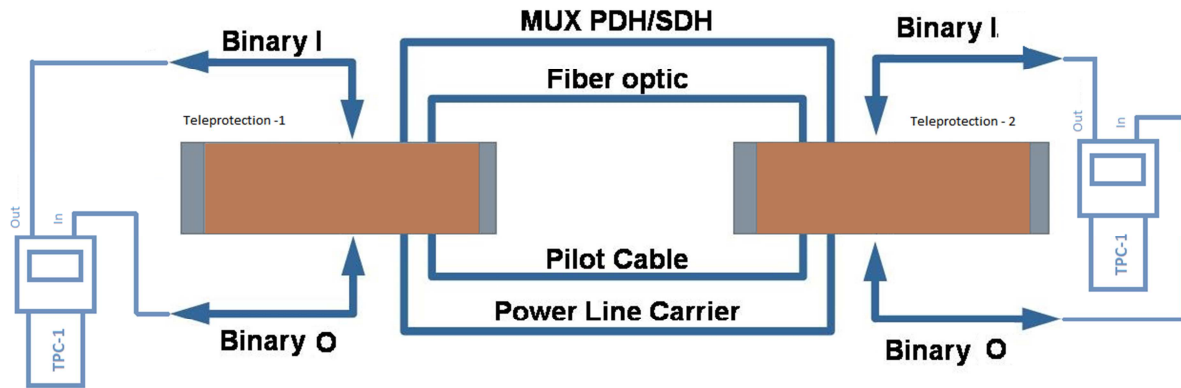 MUX PDH/SDH
Binary I
Binary I.
Fiber optic
Teleprotection -1
Teleprotection - 2
Out
In
Out
In
TPC-1
TPC-1
Pilot Cable
Power Line Carrier
Binary O
Binary O